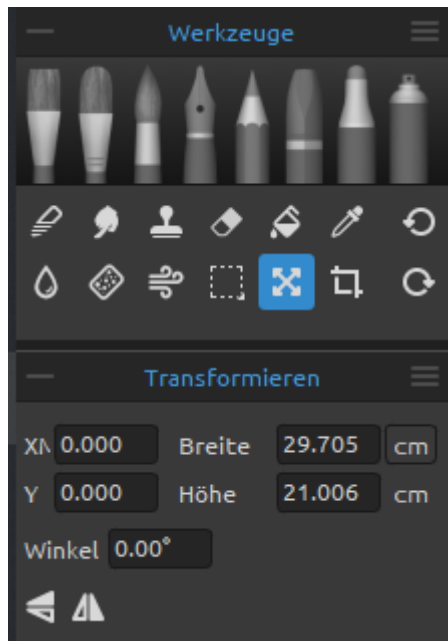 Werkzeuge
Transformieren
0.000 Breite 29.705 cm
Y 0.000 Höhe 21.006 cm
Winkel 0.00°